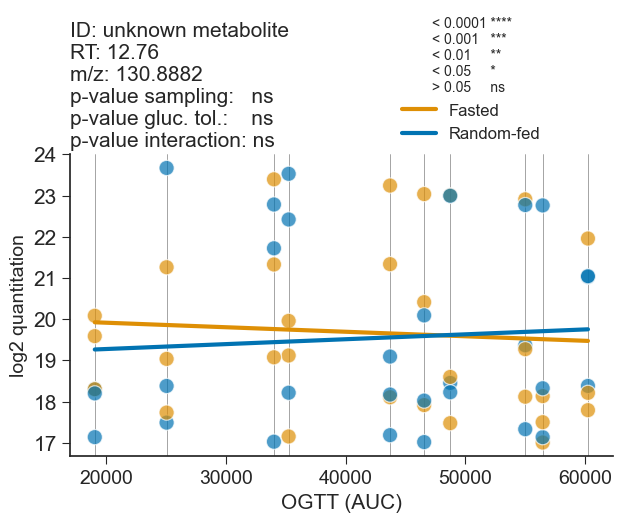 ID: unknown metabolite
RT: 12.76
m/z: 130.8882
p-value sampling: ns
p-value gluc. tol.: ns
p-value interaction: ns
< 0.0001 ****
< 0.001 ***
< 0.01 **
< 0.05 *
> 0.05 ns
Fasted
Random-fed
log2 quantitation
24
23
22
21
20
19
18
17
20000 30000 40000 50000 60000
OGTT (AUC)